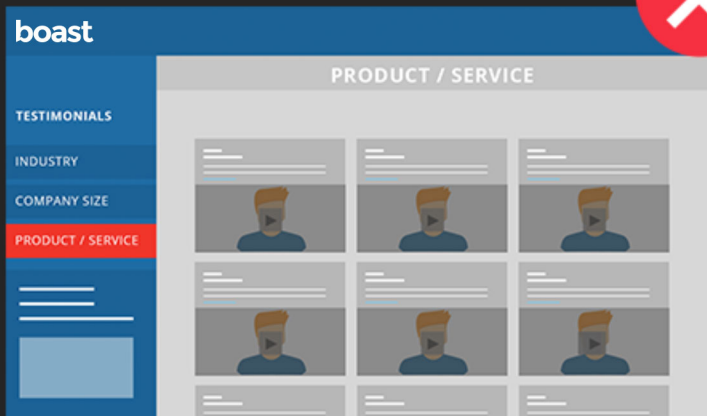 boast
PRODUCT / SERVICE
TESTIMONIALS
INDUSTRY
COMPANY SIZE
PRODUCT / SERVICE